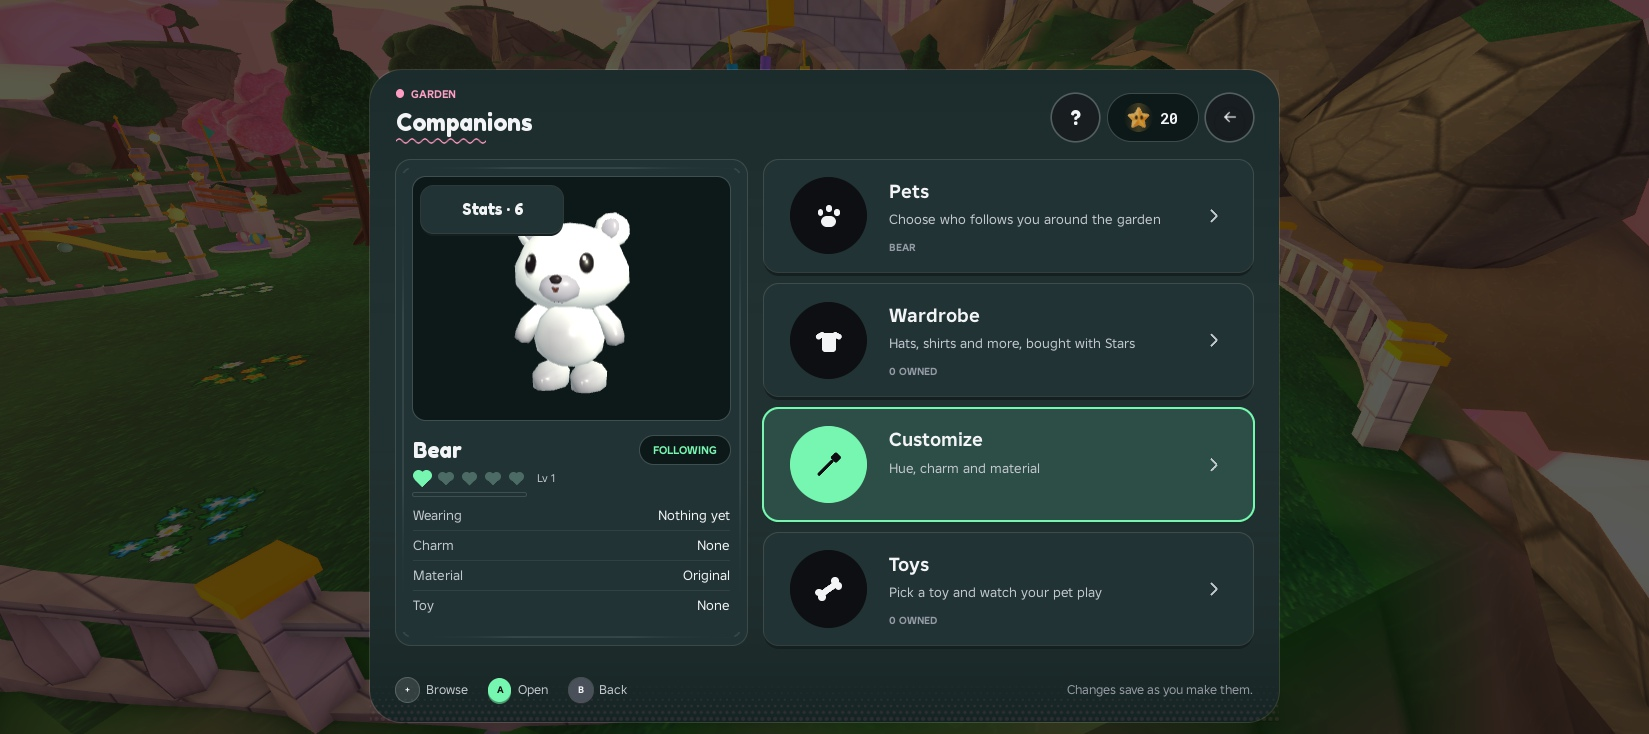 GARDEN
Companions
?
20
Stats · 6
Bear
FOLLOWING
Lv 1
Wearing
Nothing yet
Charm
None
Material
Original
Toy
None
Pets
Choose who follows you around the garden
BEAR
Wardrobe
Hats, shirts and more, bought with Stars
0 OWNED
Customize
Hue, charm and material
Toys
Pick a toy and watch your pet play
0 OWNED
+ Browse
A Open
B Back
Changes save as you make them.